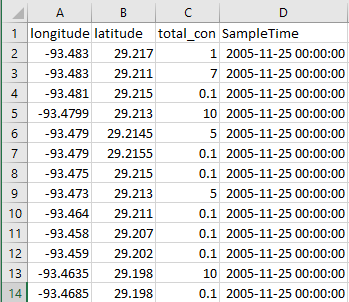 A B C D
1 longitude latitude total_con SampleTime
2 -93.483 29.217 1 2005-11-25 00:00:00
3 -93.483 29.211 7 2005-11-25 00:00:00
4 -93.481 29.215 0.1 2005-11-25 00:00:00
5 -93.4799 29.213 10 2005-11-25 00:00:00
6 -93.479 29.2145 5 2005-11-25 00:00:00
7 -93.479 29.2155 0.1 2005-11-25 00:00:00
8 -93.475 29.215 0.1 2005-11-25 00:00:00
9 -93.473 29.213 5 2005-11-25 00:00:00
10 -93.464 29.211 0.1 2005-11-25 00:00:00
11 -93.458 29.207 0.1 2005-11-25 00:00:00
12 -93.459 29.202 0.1 2005-11-25 00:00:00
13 -93.4635 29.198 10 2005-11-25 00:00:00
14 -93.4685 29.198 0.1 2005-11-25 00:00:00